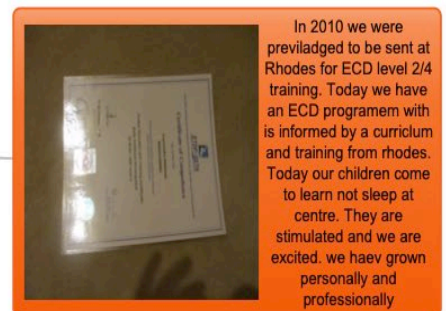 In 2010 we were
previladged to be sent at
Rhodes for ECD level 2/4
training. Today we have
an ECD programem with
is informed by a curriclum
and training from rhodes.
Today our children come
to learn not sleep at
centre. They are
stimulated and we are
excited. we haev grown
personally and
professionally